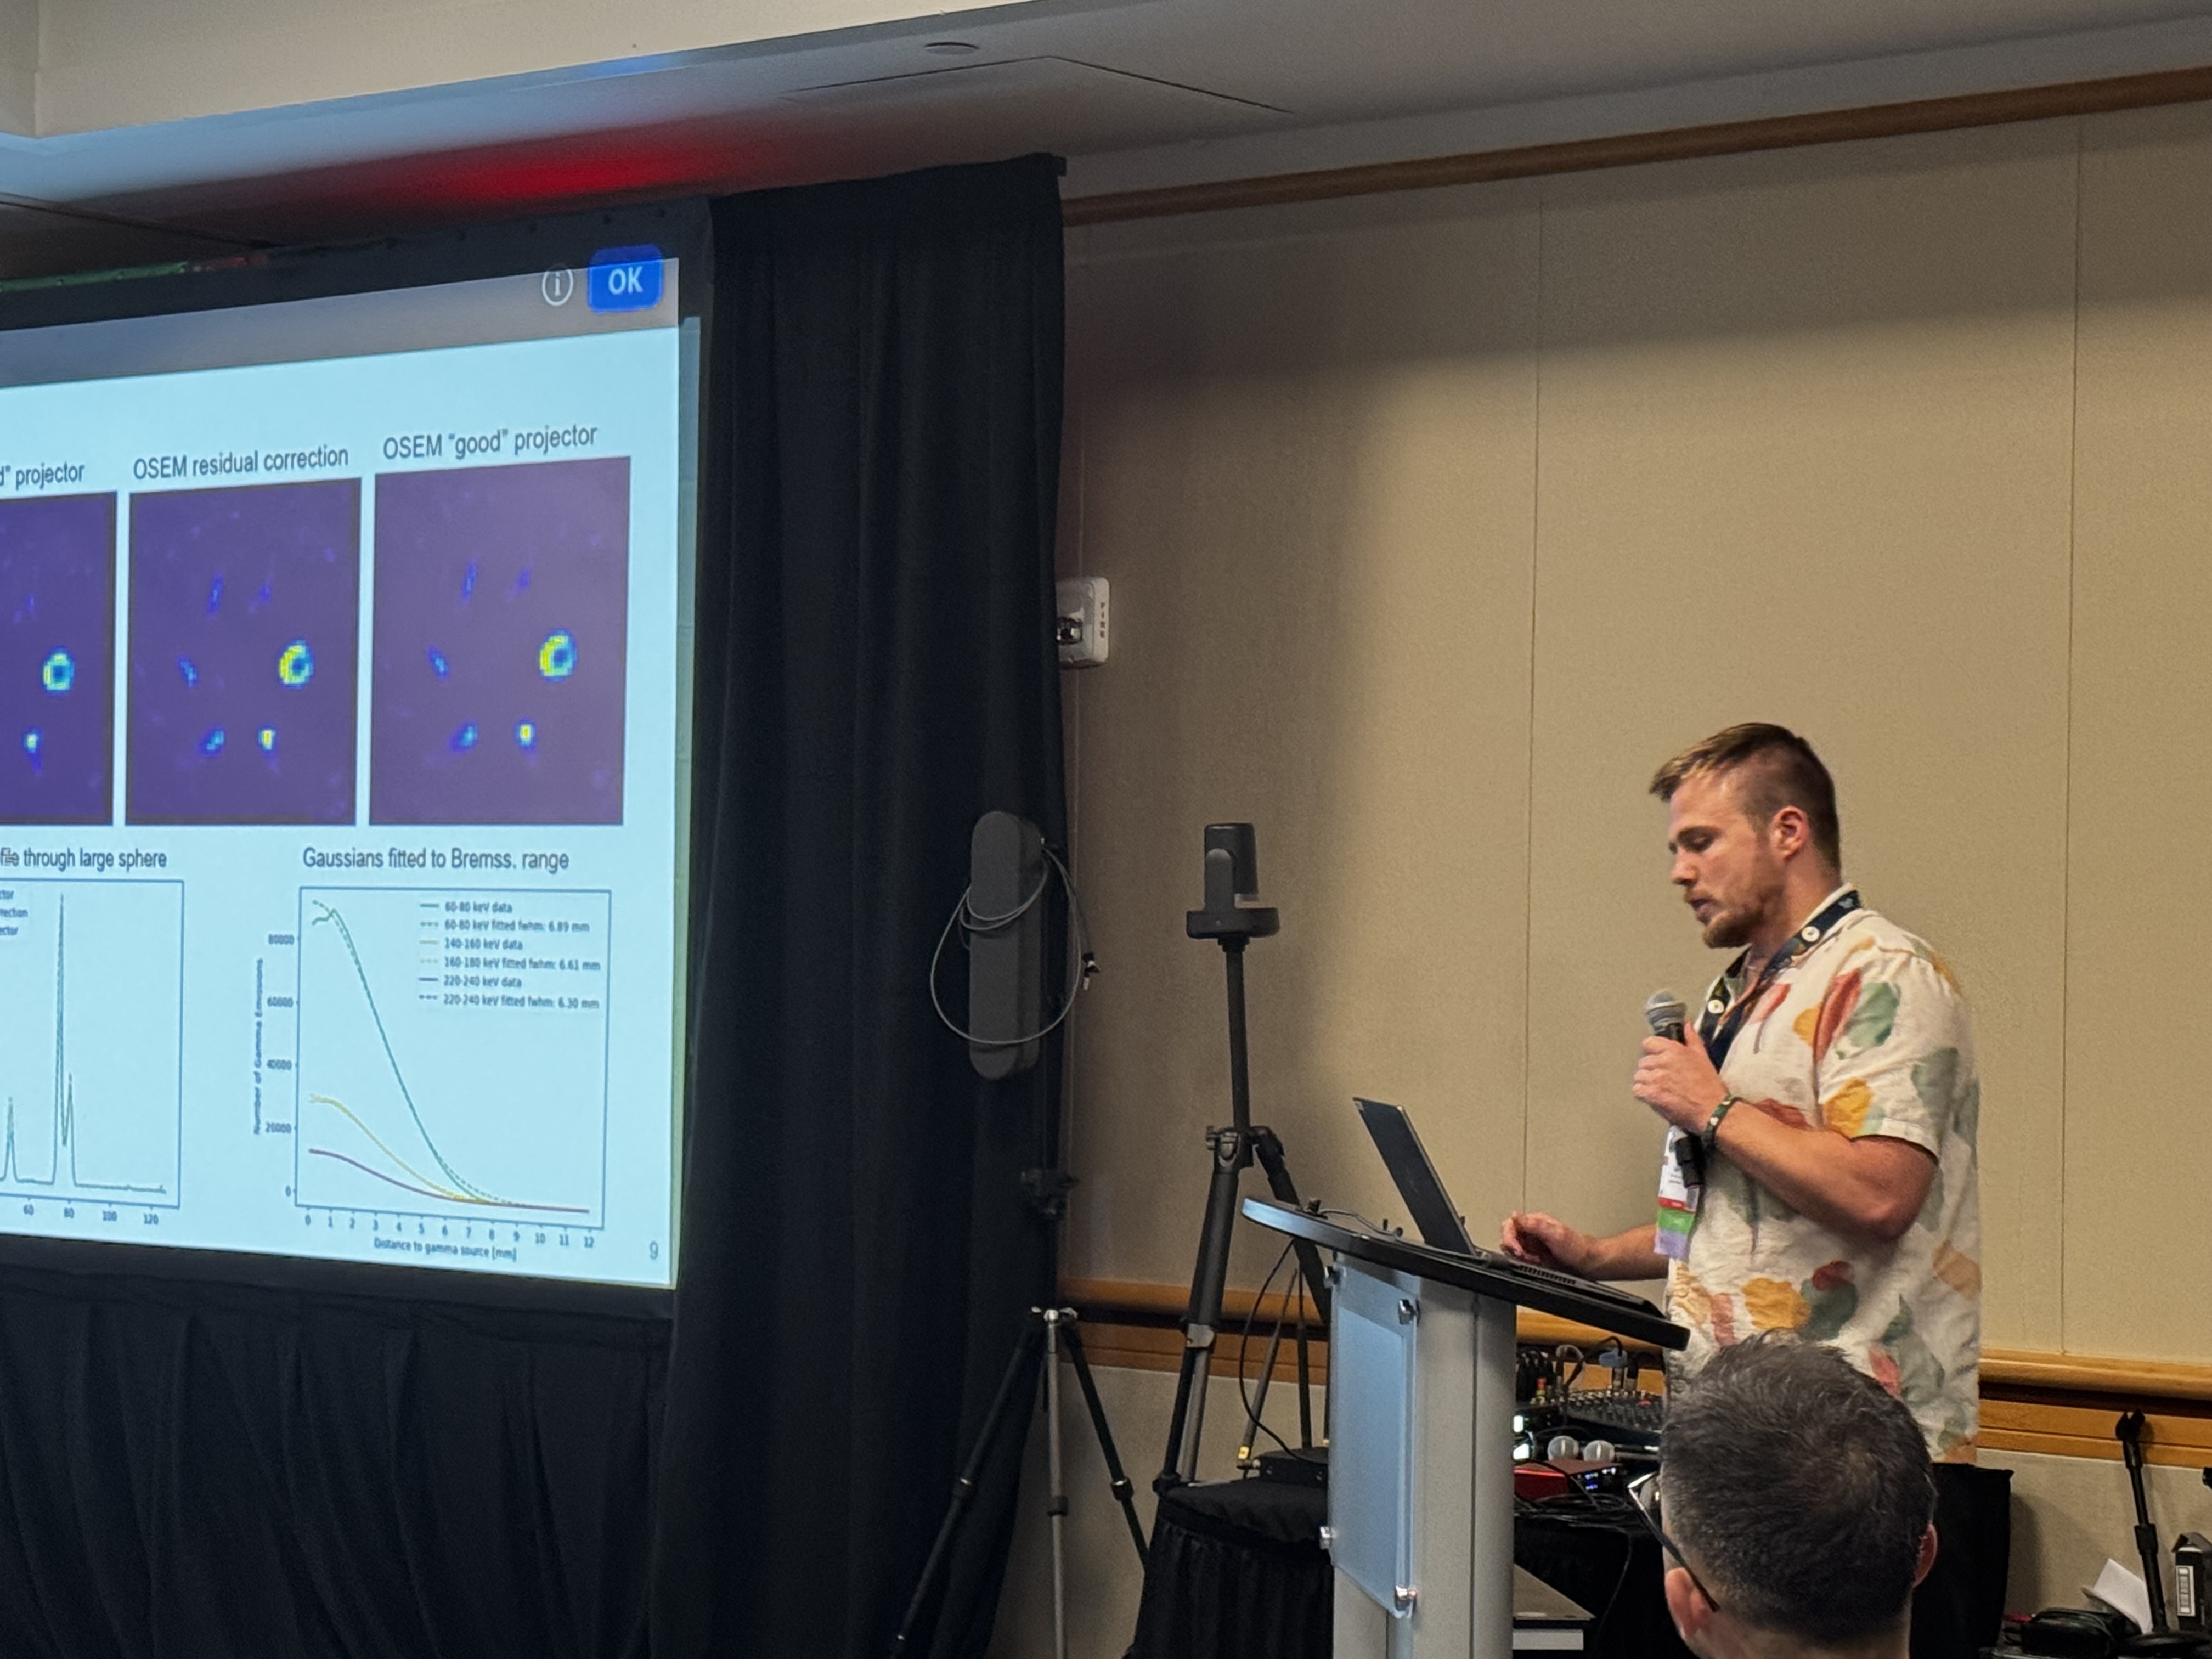 i OK
d" projector
OSEM residual correction
OSEM "good" projector
file through large sphere
ctor
rection
ector
60
80
100
120
Gaussians fitted to Bremss. range
60-80 keV data
60-80 keV fitted fwhm: 6.89 mm
140-160 keV data
160-180 keV fitted fwhm: 6.61 mm
220-240 keV data
220-240 keV fitted fwhm: 6.30 mm
Number of Gamma Emissions
80000
60000
40000
20000
0
0 1 2 3 4 5 6 7 8 9 10 11 12
Distance to gamma source [mm]
9
FIRE